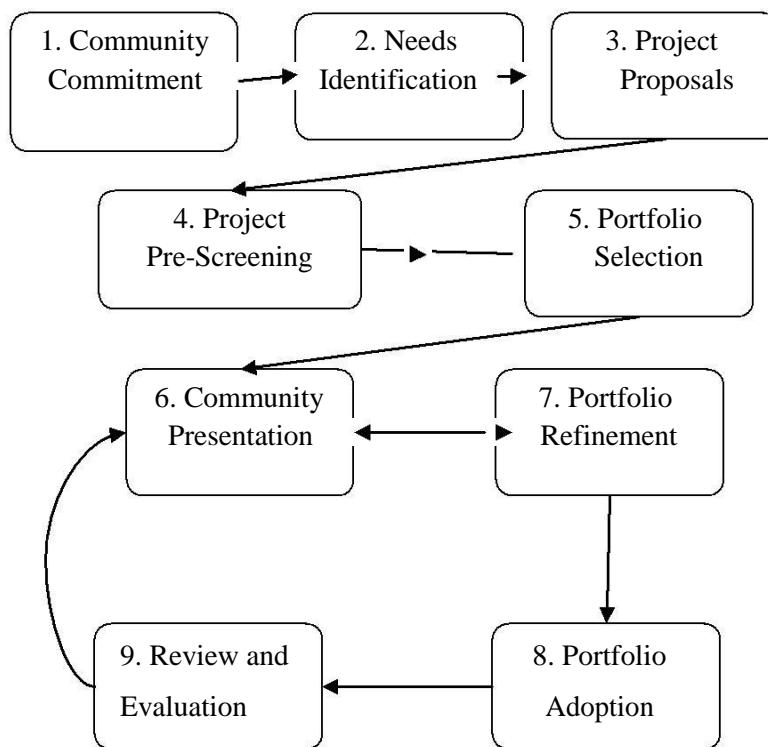 1. Community
Commitment
2. Needs
Identification
3. Project
Proposals
4. Project
Pre-Screening
5. Portfolio
Selection
6. Community
Presentation
7. Portfolio
Refinement
9. Review and
Evaluation
8. Portfolio
Adoption